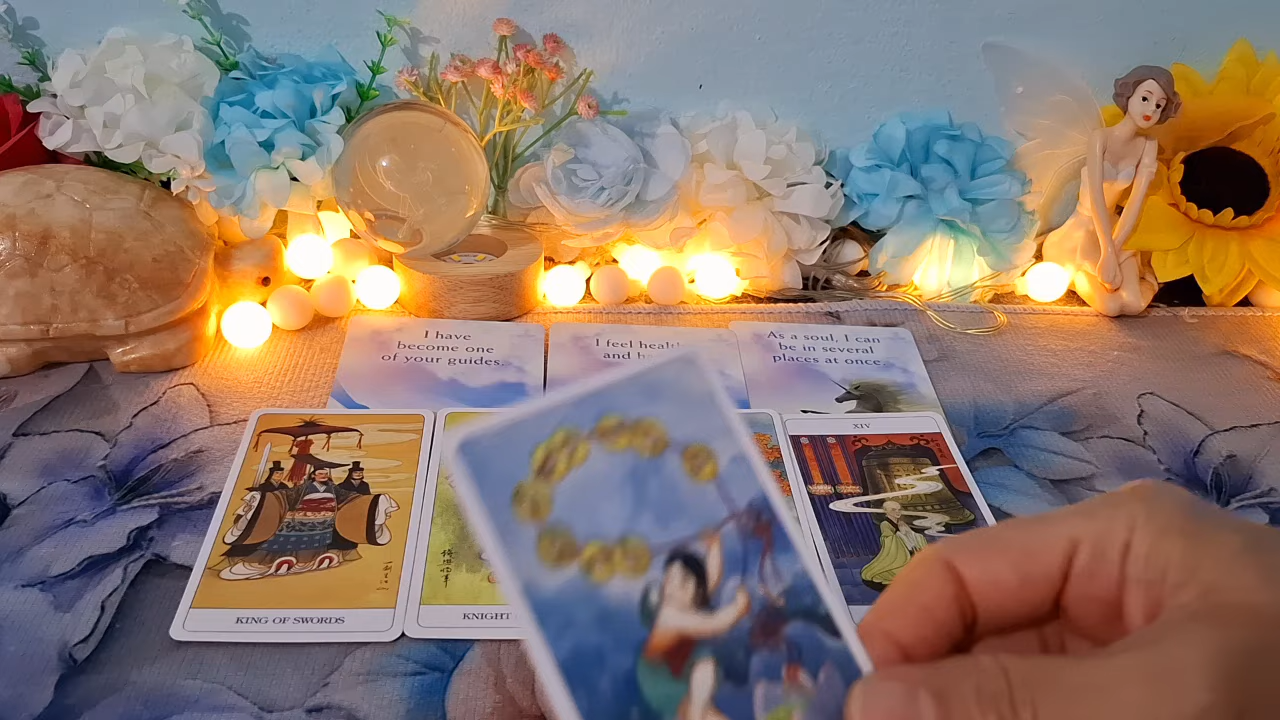 I have
become one
of your guides.
I feel
and
As a soul, I can
be in several
places at once.
XIV
KING OF SWORDS
KNIGHT